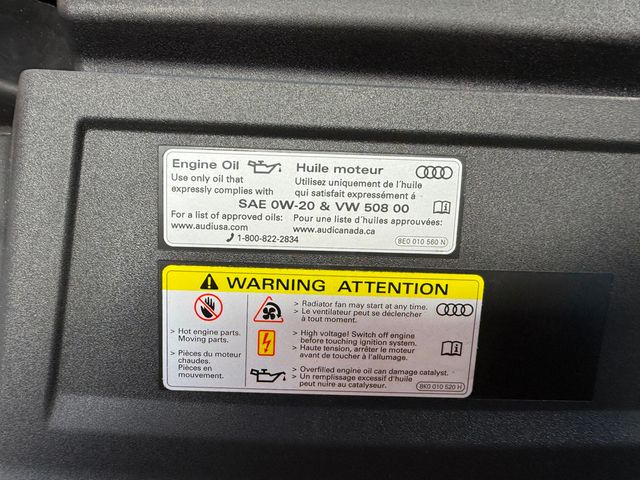 Engine Oil Huile moteur
Use only oil that Utilisez uniquement de l'huile
expressly complies with qui satisfait expressément á
SAE 0W-20 & VW 508 00
For a list of approved oils: Pour une liste d'huiles approuvées:
www.audiusa.com www.audicanada.ca
1-800-822-2834
8E0 010 560 N
WARNING ATTENTION
> Hot engine parts.
Moving parts.
> Pièces du moteur
chaudes.
Pièces en
mouvement.
> Radiator fan may start at any time.
> Le ventilateur peut se déclencher
à tout moment.
> High voltage! Switch off engine
before touching ignition system.
> Haute tension, arrêter le moteur
avant de toucher à l'allumage.
> Overfilled engine oil can damage catalyst.
> Un remplissage excessif d'huile
peut nuire au catalyseur.
8K0 010 520 H